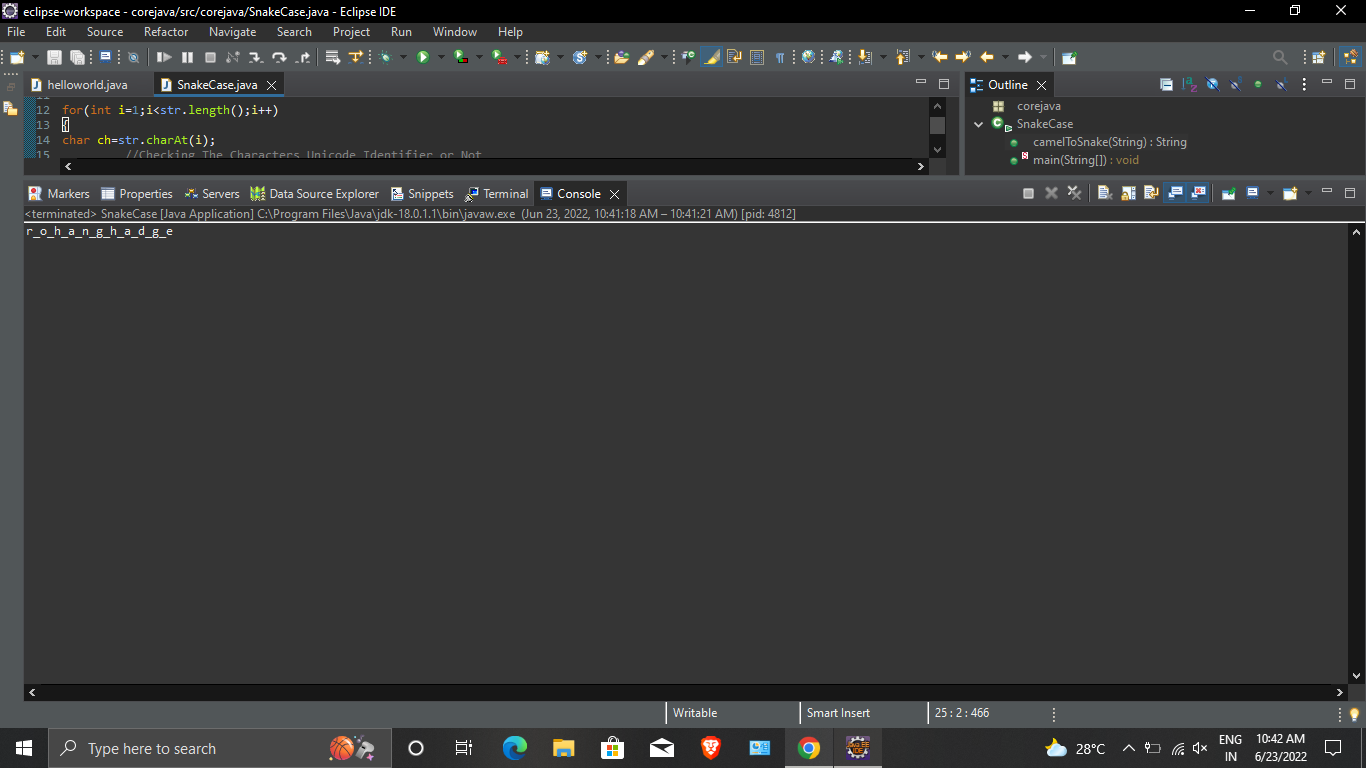 eclipse-workspace - corejava/src/corejava/SnakeCase.java - Eclipse IDE
File Edit Source Refactor Navigate Search Project Run Window Help
helloworld.java SnakeCase.java
12 for(int i=1;i<str.length();i++)
13 {
14 char ch=str.charAt(i);
15 //Checking The Characters Unicode Identifier or Not
Outline
corejava
SnakeCase
camelToSnake(String) : String
main(String[]) : void
Markers Properties Servers Data Source Explorer Snippets Terminal Console
<terminated> SnakeCase [Java Application] C:\Program Files\Java\jdk-18.0.1.1\bin\javaw.exe (Jun 23, 2022, 10:41:18 AM – 10:41:21 AM) [pid: 4812]
r_o_h_a_n_g_h_a_d_g_e
Writable Smart Insert 25 : 2 : 466
Type here to search
28°C
ENG
IN
10:42 AM
6/23/2022